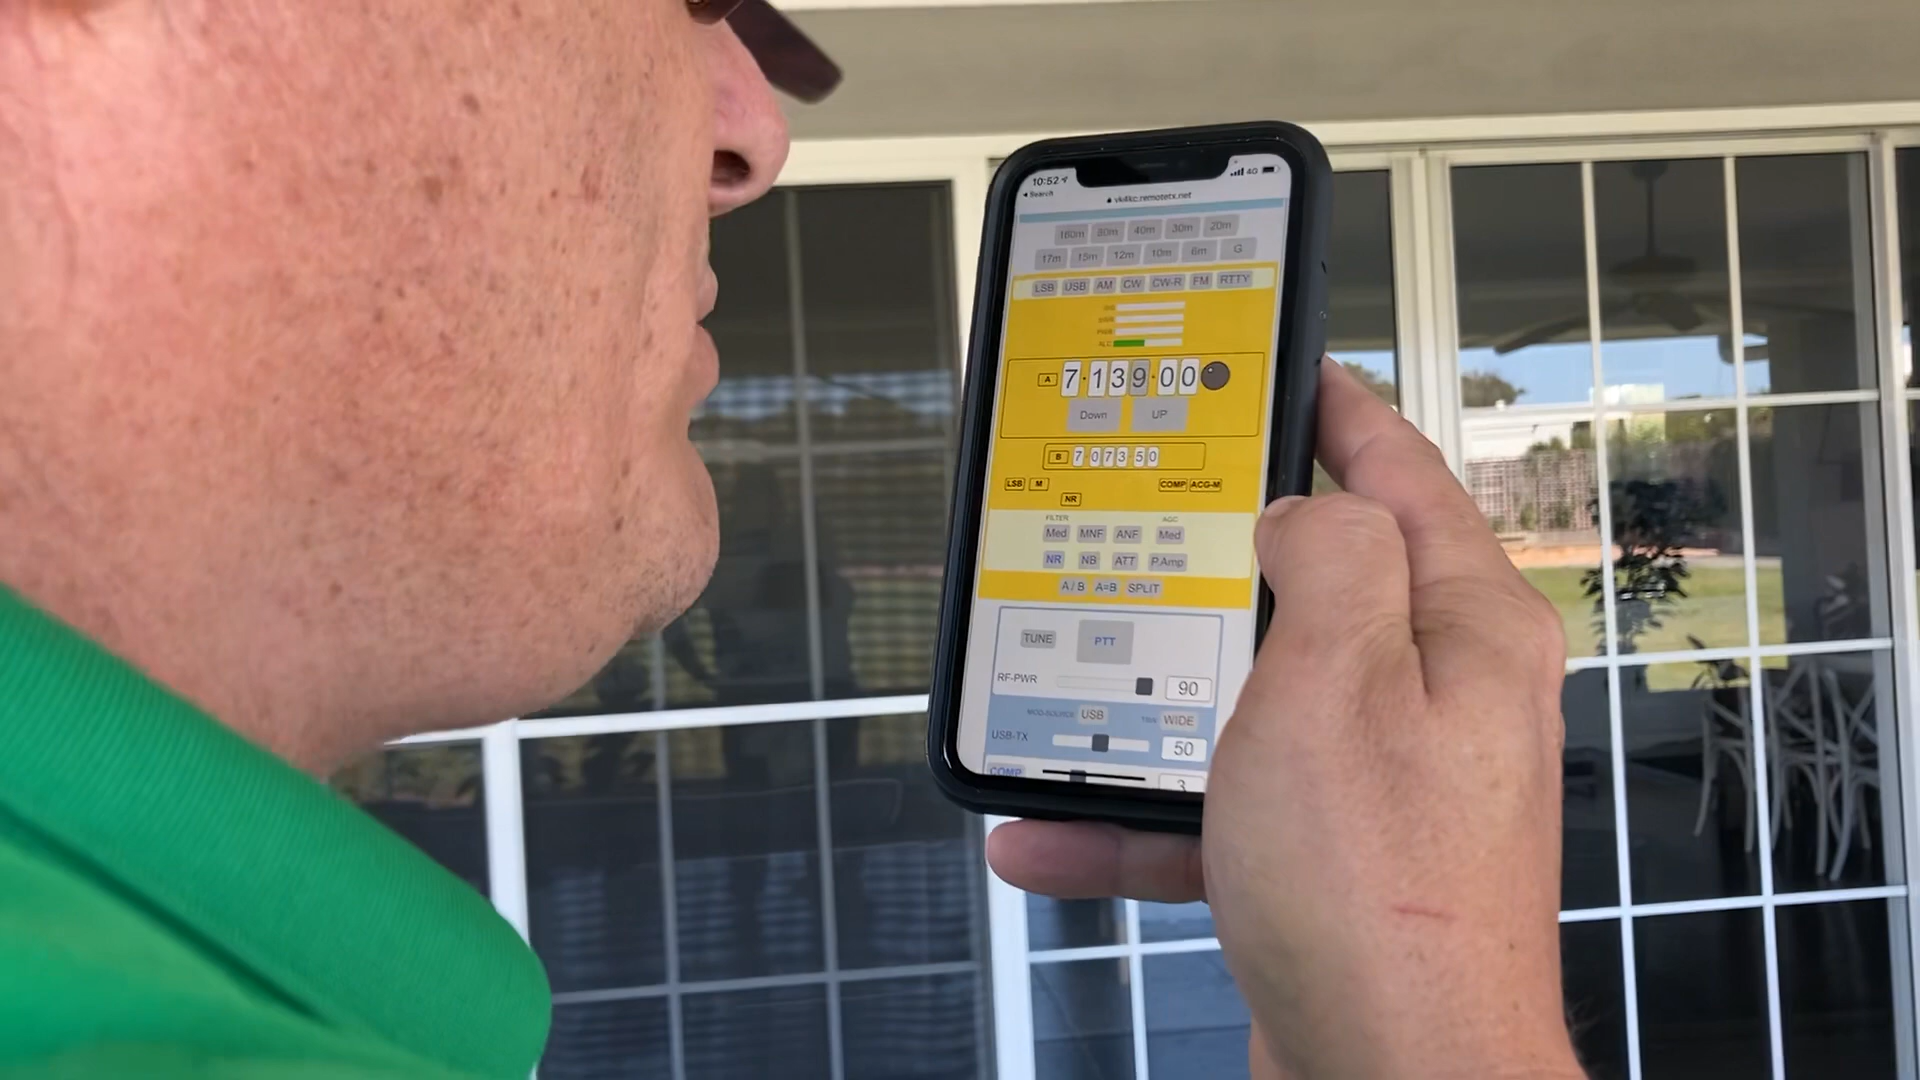 10:52 4G
Search
vk4kc.remotetx.net
160m 80m 40m 30m 20m
17m 15m 12m 10m 6m G
LSB USB AM CW CW-R FM RTTY
ALC
A 7·139·00
Down UP
B 7·073·50
LSB M COMP ACG-M
NR
FILTER AGC
Med MNF ANF Med
NR NB ATT P.Amp
A/B A=B SPLIT
TUNE PTT
RF-PWR 90
MOD-SOURCE USB WIDE
USB-TX 50
COMP 3